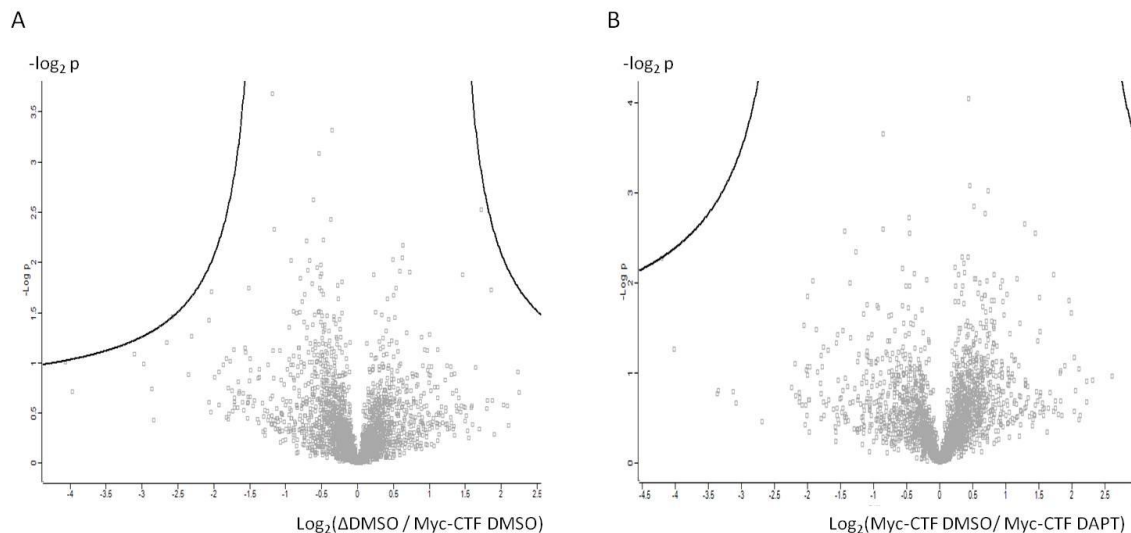 A
-log₂ p
3.5
3
2.5
2
1.5
1
0.5
0
-Log p
-4 -3.5 -3 -2.5 -2 -1.5 -1 -0.5 0 0.5 1 1.5 2 2.5
Log₂(ΔDMSO / Myc-CTF DMSO)
B
-log₂ p
4
3
2
1
0
-Log p
-4.5 -4 -3.5 -3 -2.5 -2 -1.5 -1 -0.5 0 0.5 1 1.5 2 2.5
Log₂(Myc-CTF DMSO/ Myc-CTF DAPT)